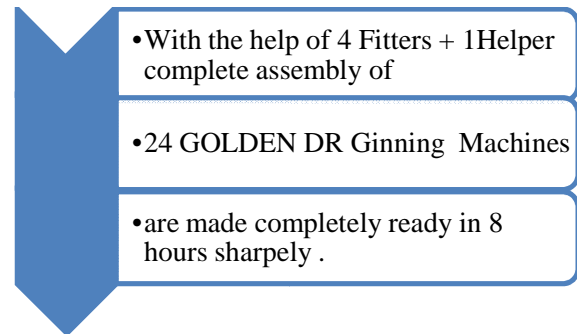 •With the help of 4 Fitters + 1Helper
complete assembly of
•24 GOLDEN DR Ginning Machines
•are made completely ready in 8
hours sharpely .